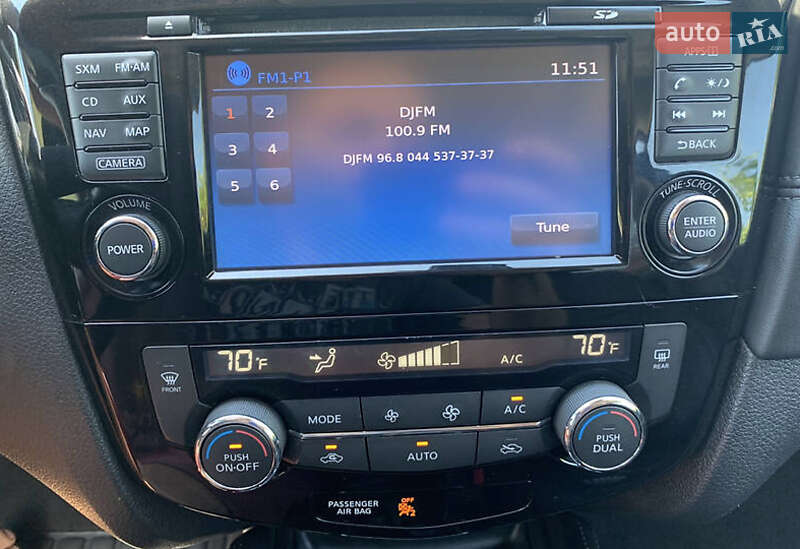 auto RIA .com
SXM FM·AM
CD AUX
NAV MAP
CAMERA
VOLUME
POWER
FM1-P1 11:51
1 2
3 4
5 6
DJFM
100.9 FM
DJFM 96.8 044 537-37-37
Tune
APPS
BACK
TUNE·SCROLL
ENTER
AUDIO
70°F A/C 70°F
FRONT
REAR
MODE A/C
AUTO
PUSH
ON·OFF
PUSH
DUAL
PASSENGER
AIR BAG
OFF